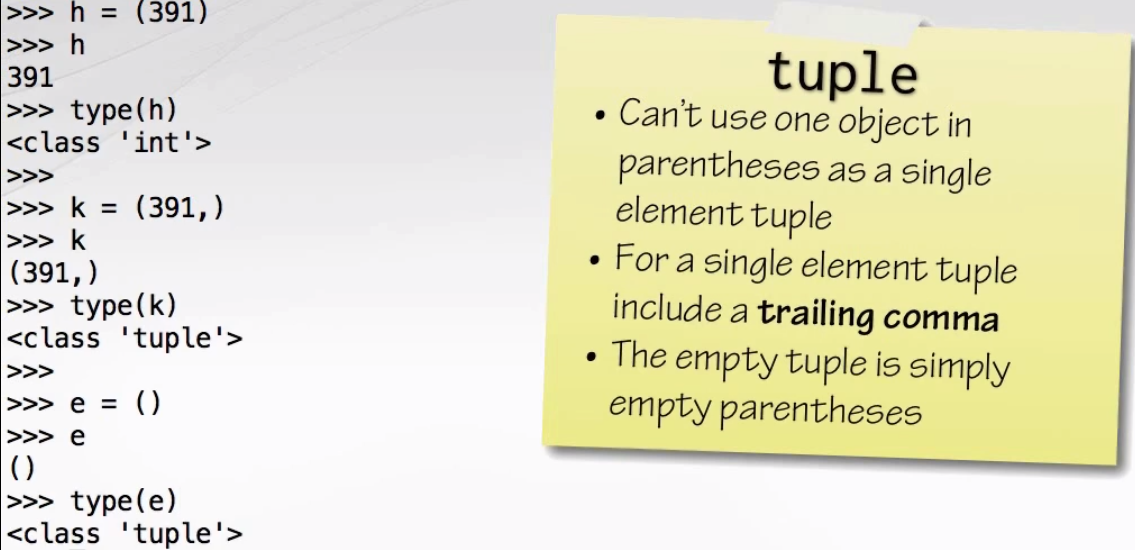 >>> h = (391)
>>> h
391
>>> type(h)
<class 'int'>
>>>
>>> k = (391,)
>>> k
(391,)
>>> type(k)
<class 'tuple'>
>>>
>>> e = ()
>>> e
()
>>> type(e)
<class 'tuple'>
tuple
• Can't use one object in
parentheses as a single
element tuple
• For a single element tuple
include a trailing comma
• The empty tuple is simply
empty parentheses